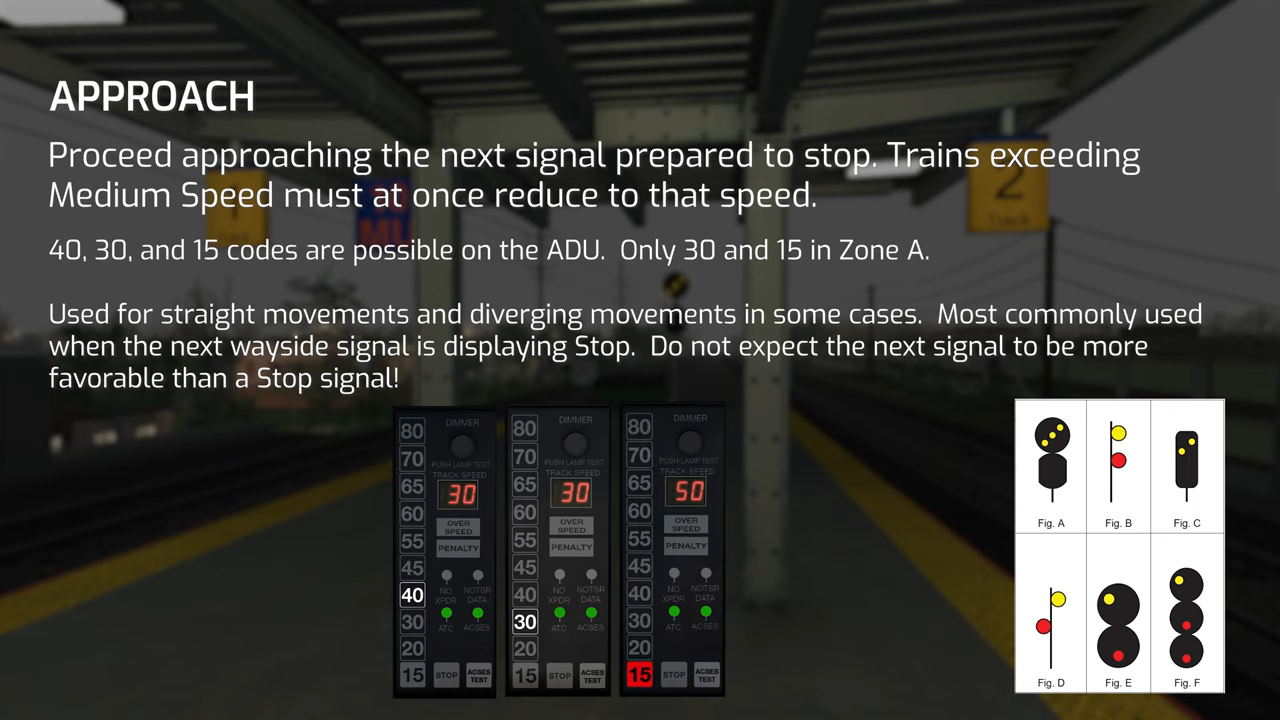 APPROACH
Proceed approaching the next signal prepared to stop. Trains exceeding
Medium Speed must at once reduce to that speed.
40, 30, and 15 codes are possible on the ADU.  Only 30 and 15 in Zone A.
Used for straight movements and diverging movements in some cases.  Most commonly used
when the next wayside signal is displaying Stop.  Do not expect the next signal to be more
favorable than a Stop signal!
2
Track
80
70
65
60
55
45
40
30
20
15
DIMMER
PUSH LAMP TEST
TRACK SPEED
30
OVER
SPEED
PENALTY
NO
XPDR
NOTSR
DATA
ATC
ACSES
STOP
ACSES
TEST
80
70
65
60
55
45
40
30
20
15
DIMMER
PUSH LAMP TEST
TRACK SPEED
30
OVER
SPEED
PENALTY
NO
XPDR
NOTSR
DATA
ATC
ACSES
STOP
ACSES
TEST
80
70
65
60
55
45
40
30
20
15
DIMMER
PUSH LAMP TEST
TRACK SPEED
50
OVER
SPEED
PENALTY
NO
XPDR
NOTSR
DATA
ATC
ACSES
STOP
ACSES
TEST
Fig. A
Fig. B
Fig. C
Fig. D
Fig. E
Fig. F